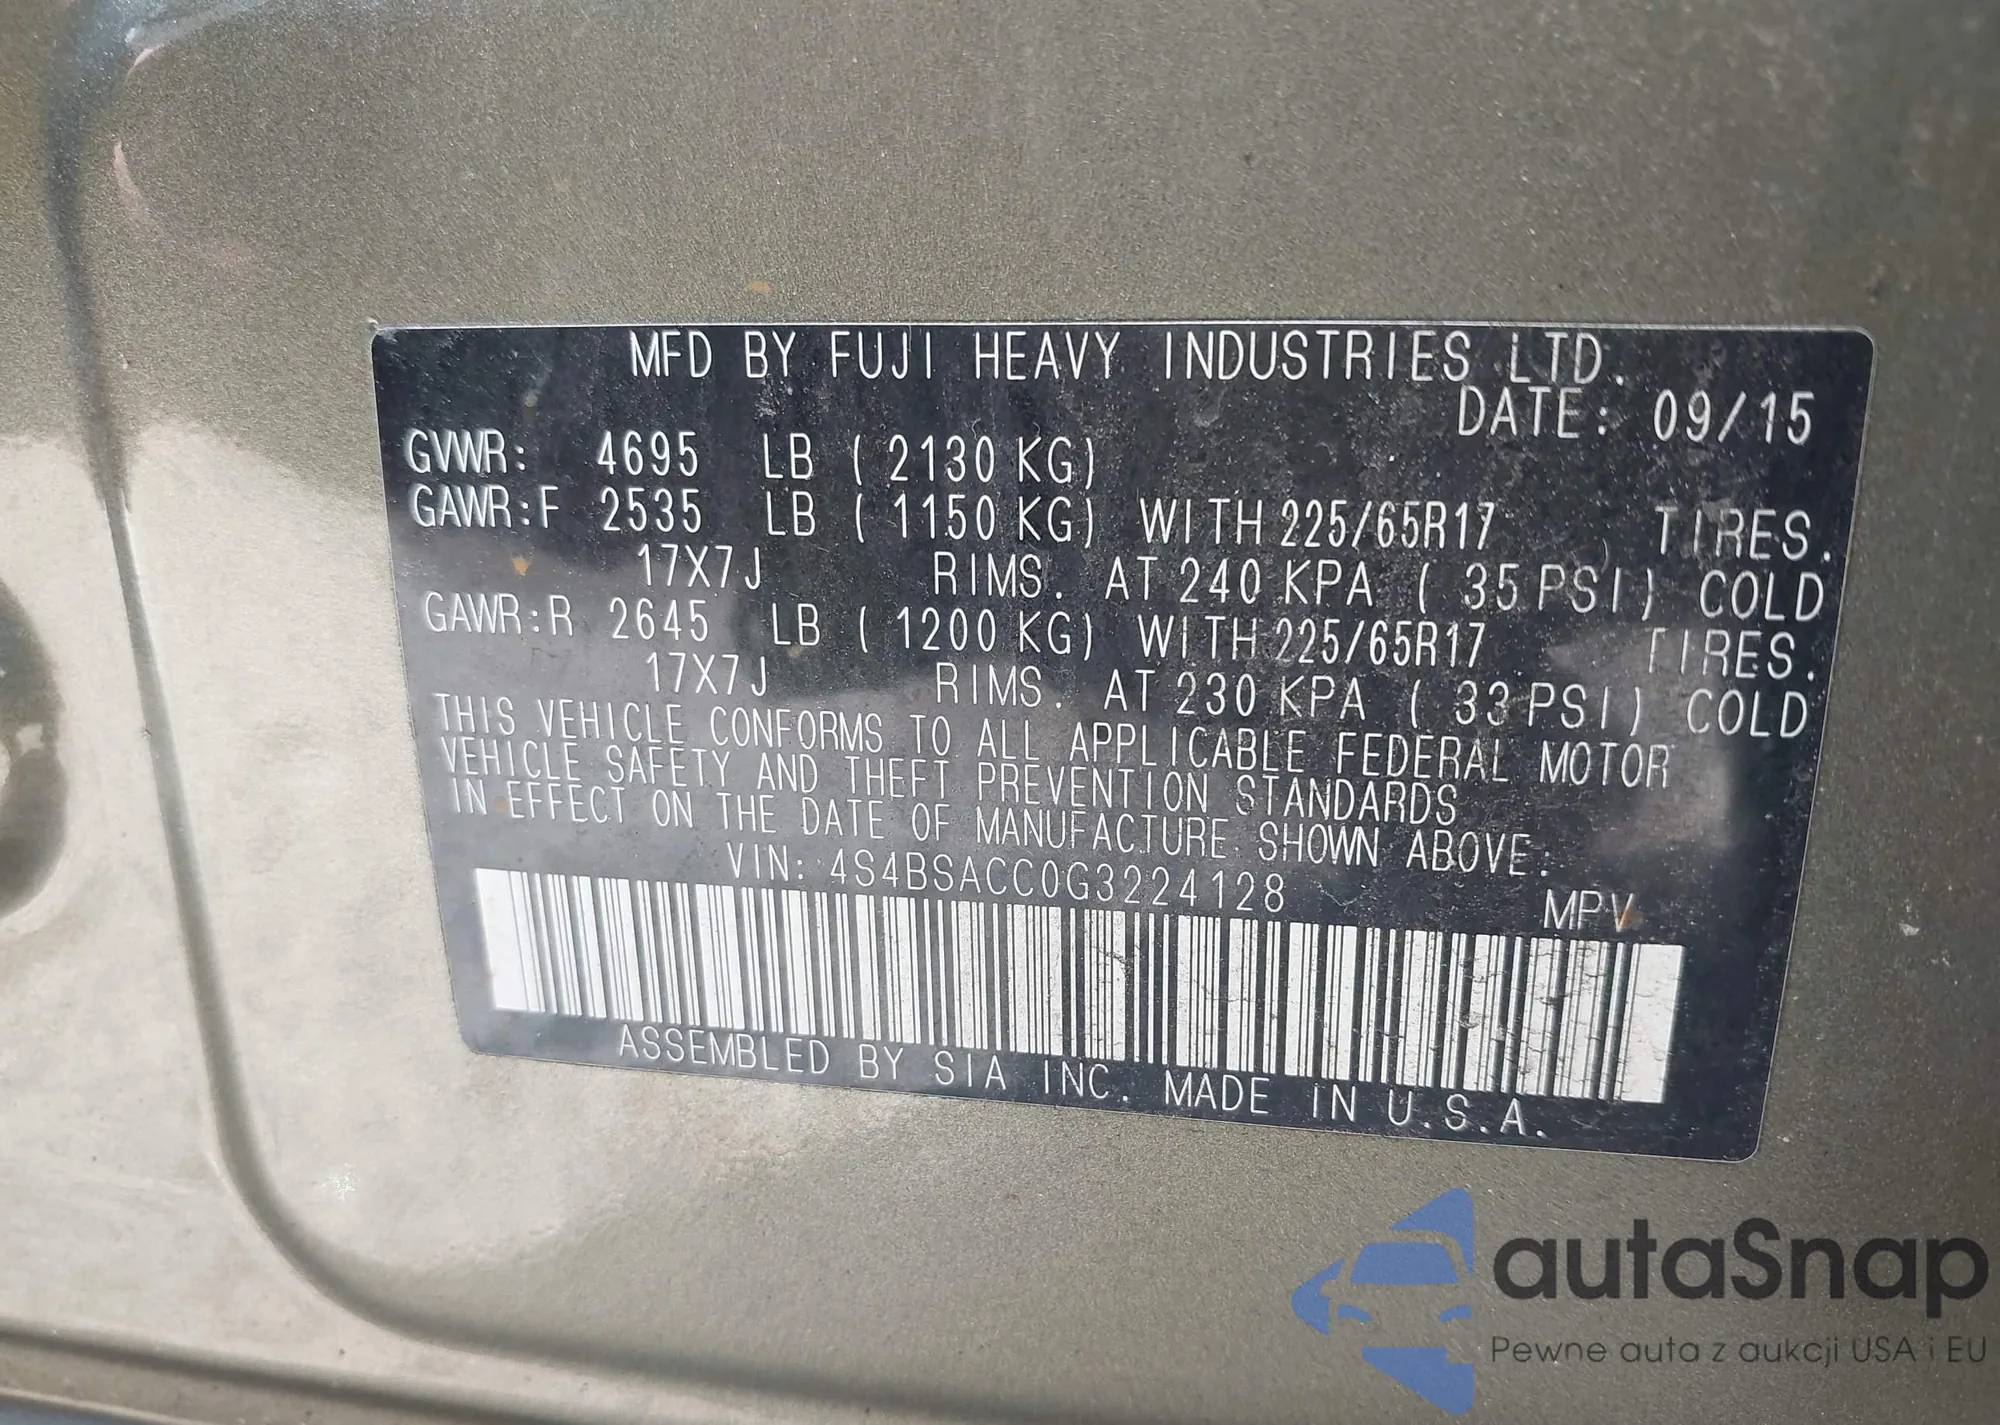 MFD BY FUJI HEAVY INDUSTRIES LTD.
DATE: 09/15
GVWR: 4695 LB ( 2130 KG)
GAWR:F 2535 LB ( 1150 KG) WITH 225/65R17 TIRES.
17X7J RIMS. AT 240 KPA ( 35 PSI) COLD
GAWR:R 2645 LB ( 1200 KG) WITH 225/65R17 TIRES.
17X7J RIMS. AT 230 KPA ( 33 PSI) COLD
THIS VEHICLE CONFORMS TO ALL APPLICABLE FEDERAL MOTOR
VEHICLE SAFETY AND THEFT PREVENTION STANDARDS
IN EFFECT ON THE DATE OF MANUFACTURE SHOWN ABOVE.
VIN: 4S4BSACC0G3224128
MPV
ASSEMBLED BY SIA INC. MADE IN U.S.A.
autaSnap
Pewne auta z aukcji USA i EU